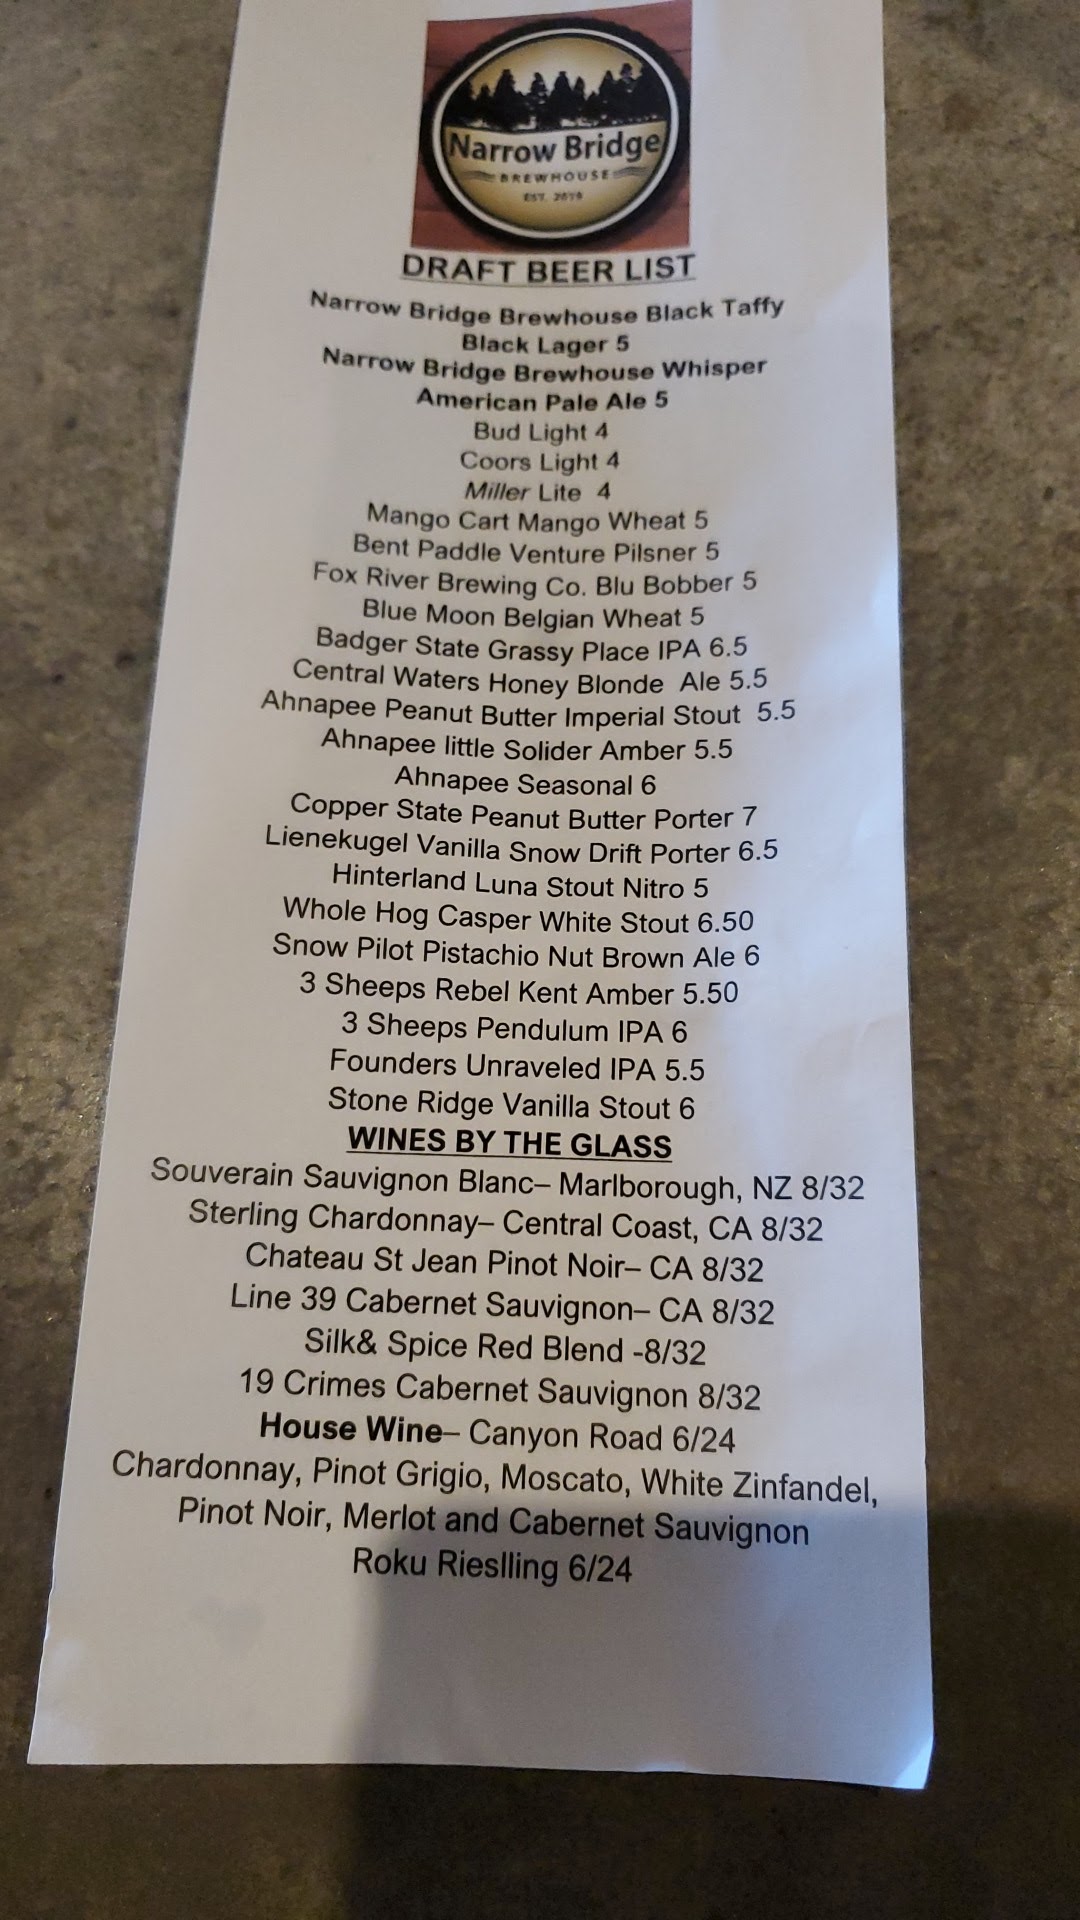 Narrow Bridge
BREWHOUSE
EST. 2019
DRAFT BEER LIST
Narrow Bridge Brewhouse Black Taffy
Black Lager 5
Narrow Bridge Brewhouse Whisper
American Pale Ale 5
Bud Light 4
Coors Light 4
Miller Lite 4
Mango Cart Mango Wheat 5
Bent Paddle Venture Pilsner 5
Fox River Brewing Co. Blu Bobber 5
Blue Moon Belgian Wheat 5
Badger State Grassy Place IPA 6.5
Central Waters Honey Blonde Ale 5.5
Ahnapee Peanut Butter Imperial Stout 5.5
Ahnapee little Solider Amber 5.5
Ahnapee Seasonal 6
Copper State Peanut Butter Porter 7
Lienekugel Vanilla Snow Drift Porter 6.5
Hinterland Luna Stout Nitro 5
Whole Hog Casper White Stout 6.50
Snow Pilot Pistachio Nut Brown Ale 6
3 Sheeps Rebel Kent Amber 5.50
3 Sheeps Pendulum IPA 6
Founders Unraveled IPA 5.5
Stone Ridge Vanilla Stout 6
WINES BY THE GLASS
Souverain Sauvignon Blanc– Marlborough, NZ 8/32
Sterling Chardonnay– Central Coast, CA 8/32
Chateau St Jean Pinot Noir– CA 8/32
Line 39 Cabernet Sauvignon– CA 8/32
Silk& Spice Red Blend -8/32
19 Crimes Cabernet Sauvignon 8/32
House Wine– Canyon Road 6/24
Chardonnay, Pinot Grigio, Moscato, White Zinfandel,
Pinot Noir, Merlot and Cabernet Sauvignon
Roku Rieslling 6/24